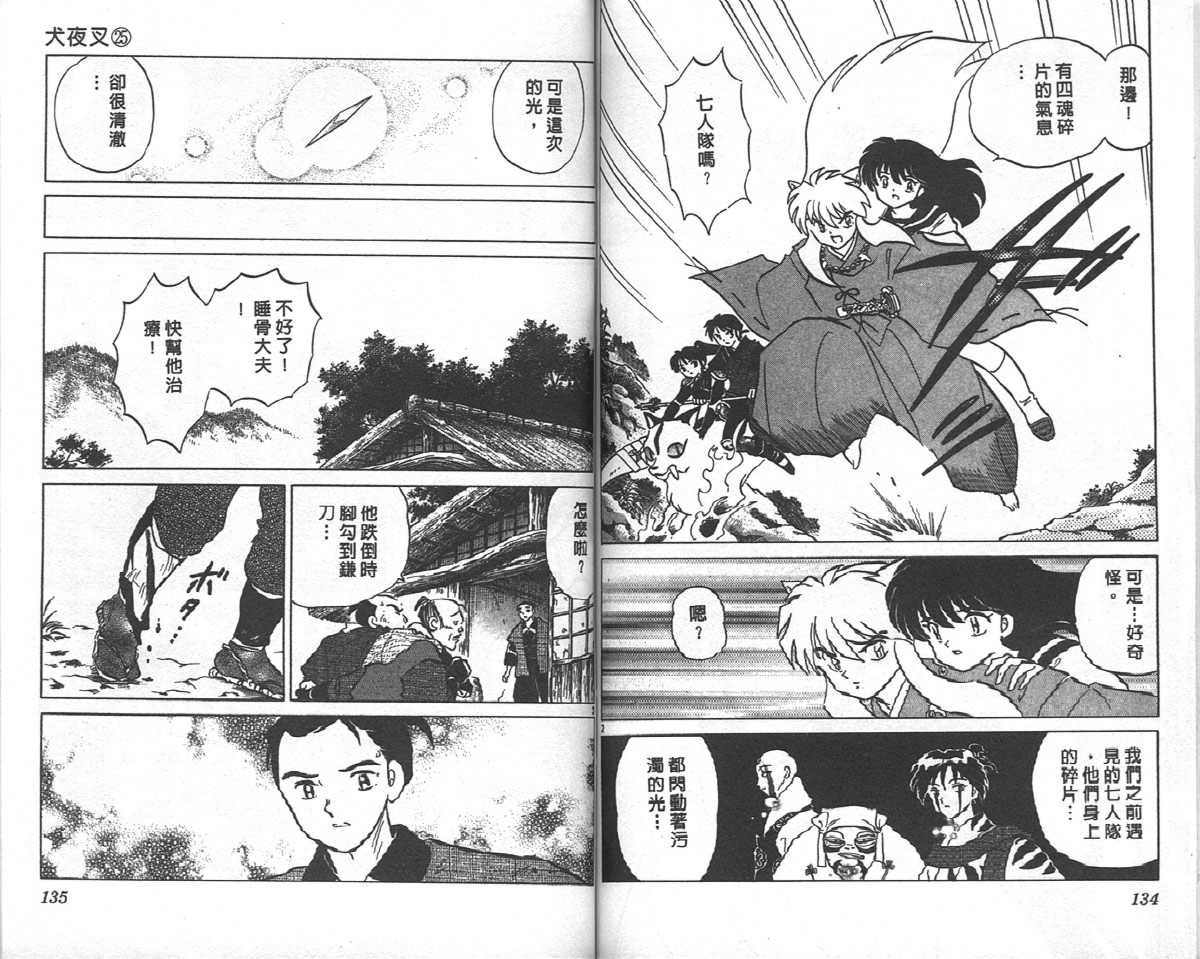 那邊！
有四魂碎
片的氣息
…
七人隊嗎？
可是…好奇
怪。
嗯？
我們之前遇
見的七人隊
，他們身上
的碎片…
都閃動著污
濁的光…
134
犬夜叉㉕
可是這次
的光，
卻很清澈
…
不好了！
睡骨大夫
！
快幫他治
療！
怎麼啦？
他跌倒時
腳勾到鐮
刀…
ボタ…
135